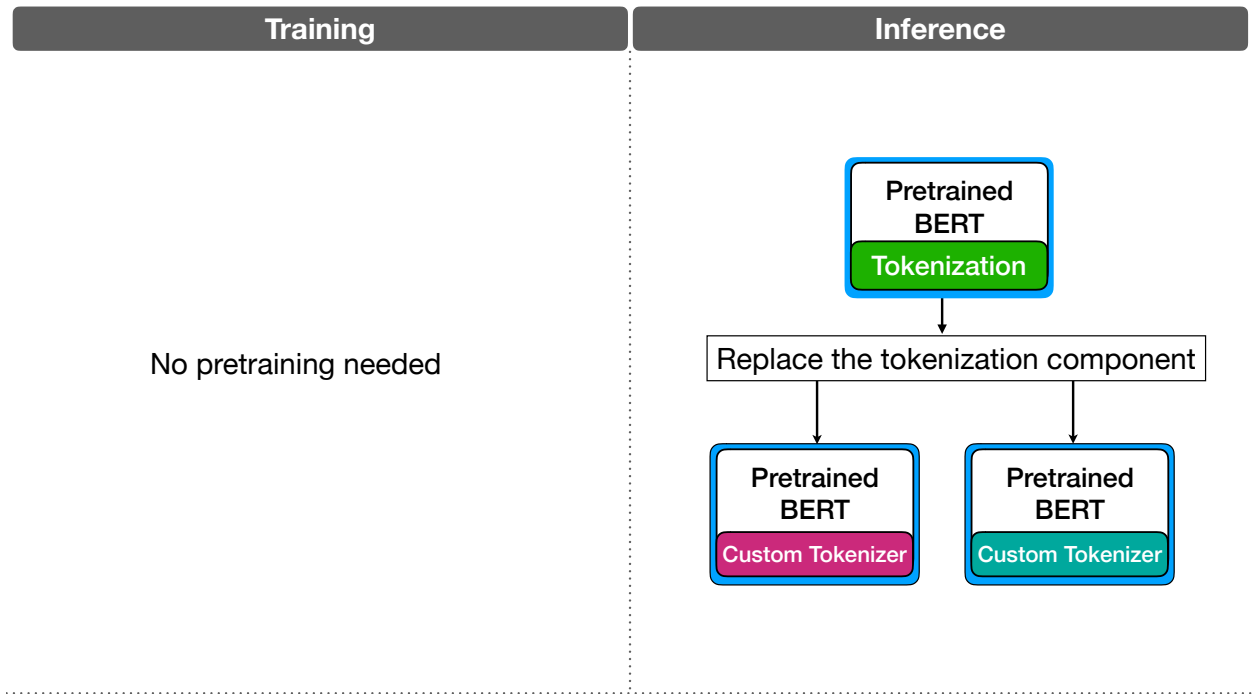 Training
Inference
Pretrained
BERT
Tokenization
No pretraining needed
Replace the tokenization component
Pretrained
BERT
Custom Tokenizer
Pretrained
BERT
Custom Tokenizer